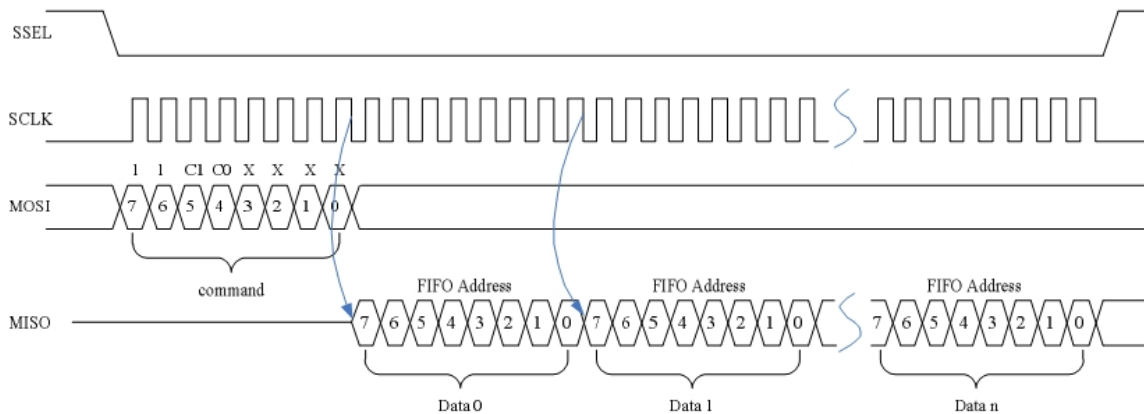 SSEL
SCLK
1 1 C1 C0 X X X X
MOSI 7 6 5 4 3 2 1 0
command
FIFO Address FIFO Address FIFO Address
MISO 7 6 5 4 3 2 1 0 7 6 5 4 3 2 1 0 7 6 5 4 3 2 1 0
Data 0 Data 1 Data n